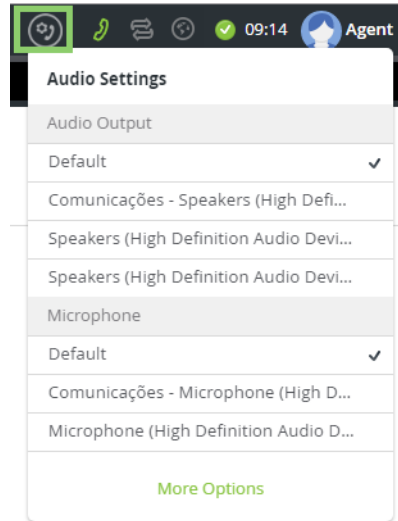 09:14 Agent
Audio Settings
Audio Output
Default
Comunicações - Speakers (High Defi...
Speakers (High Definition Audio Devi...
Speakers (High Definition Audio Devi...
Microphone
Default
Comunicações - Microphone (High D...
Microphone (High Definition Audio D...
More Options